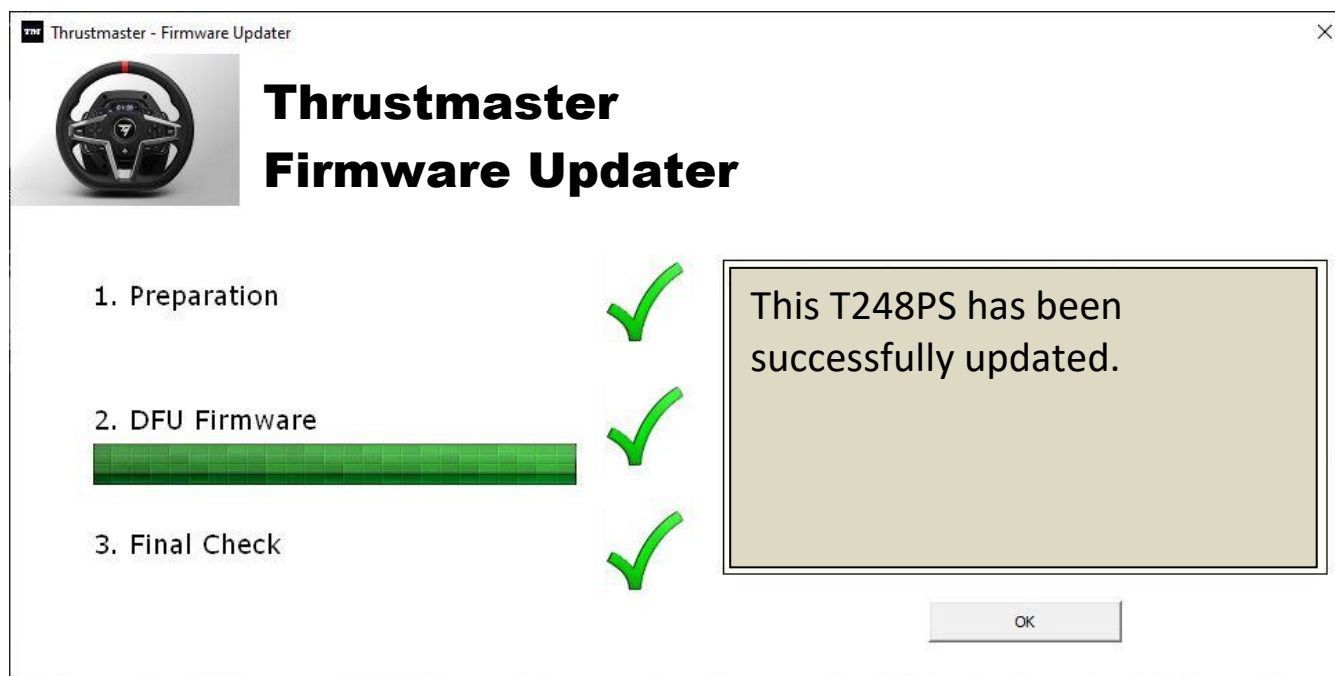 Thrustmaster - Firmware Updater
Thrustmaster
Firmware Updater
1. Preparation
2. DFU Firmware
3. Final Check
This T248PS has been
successfully updated.
OK